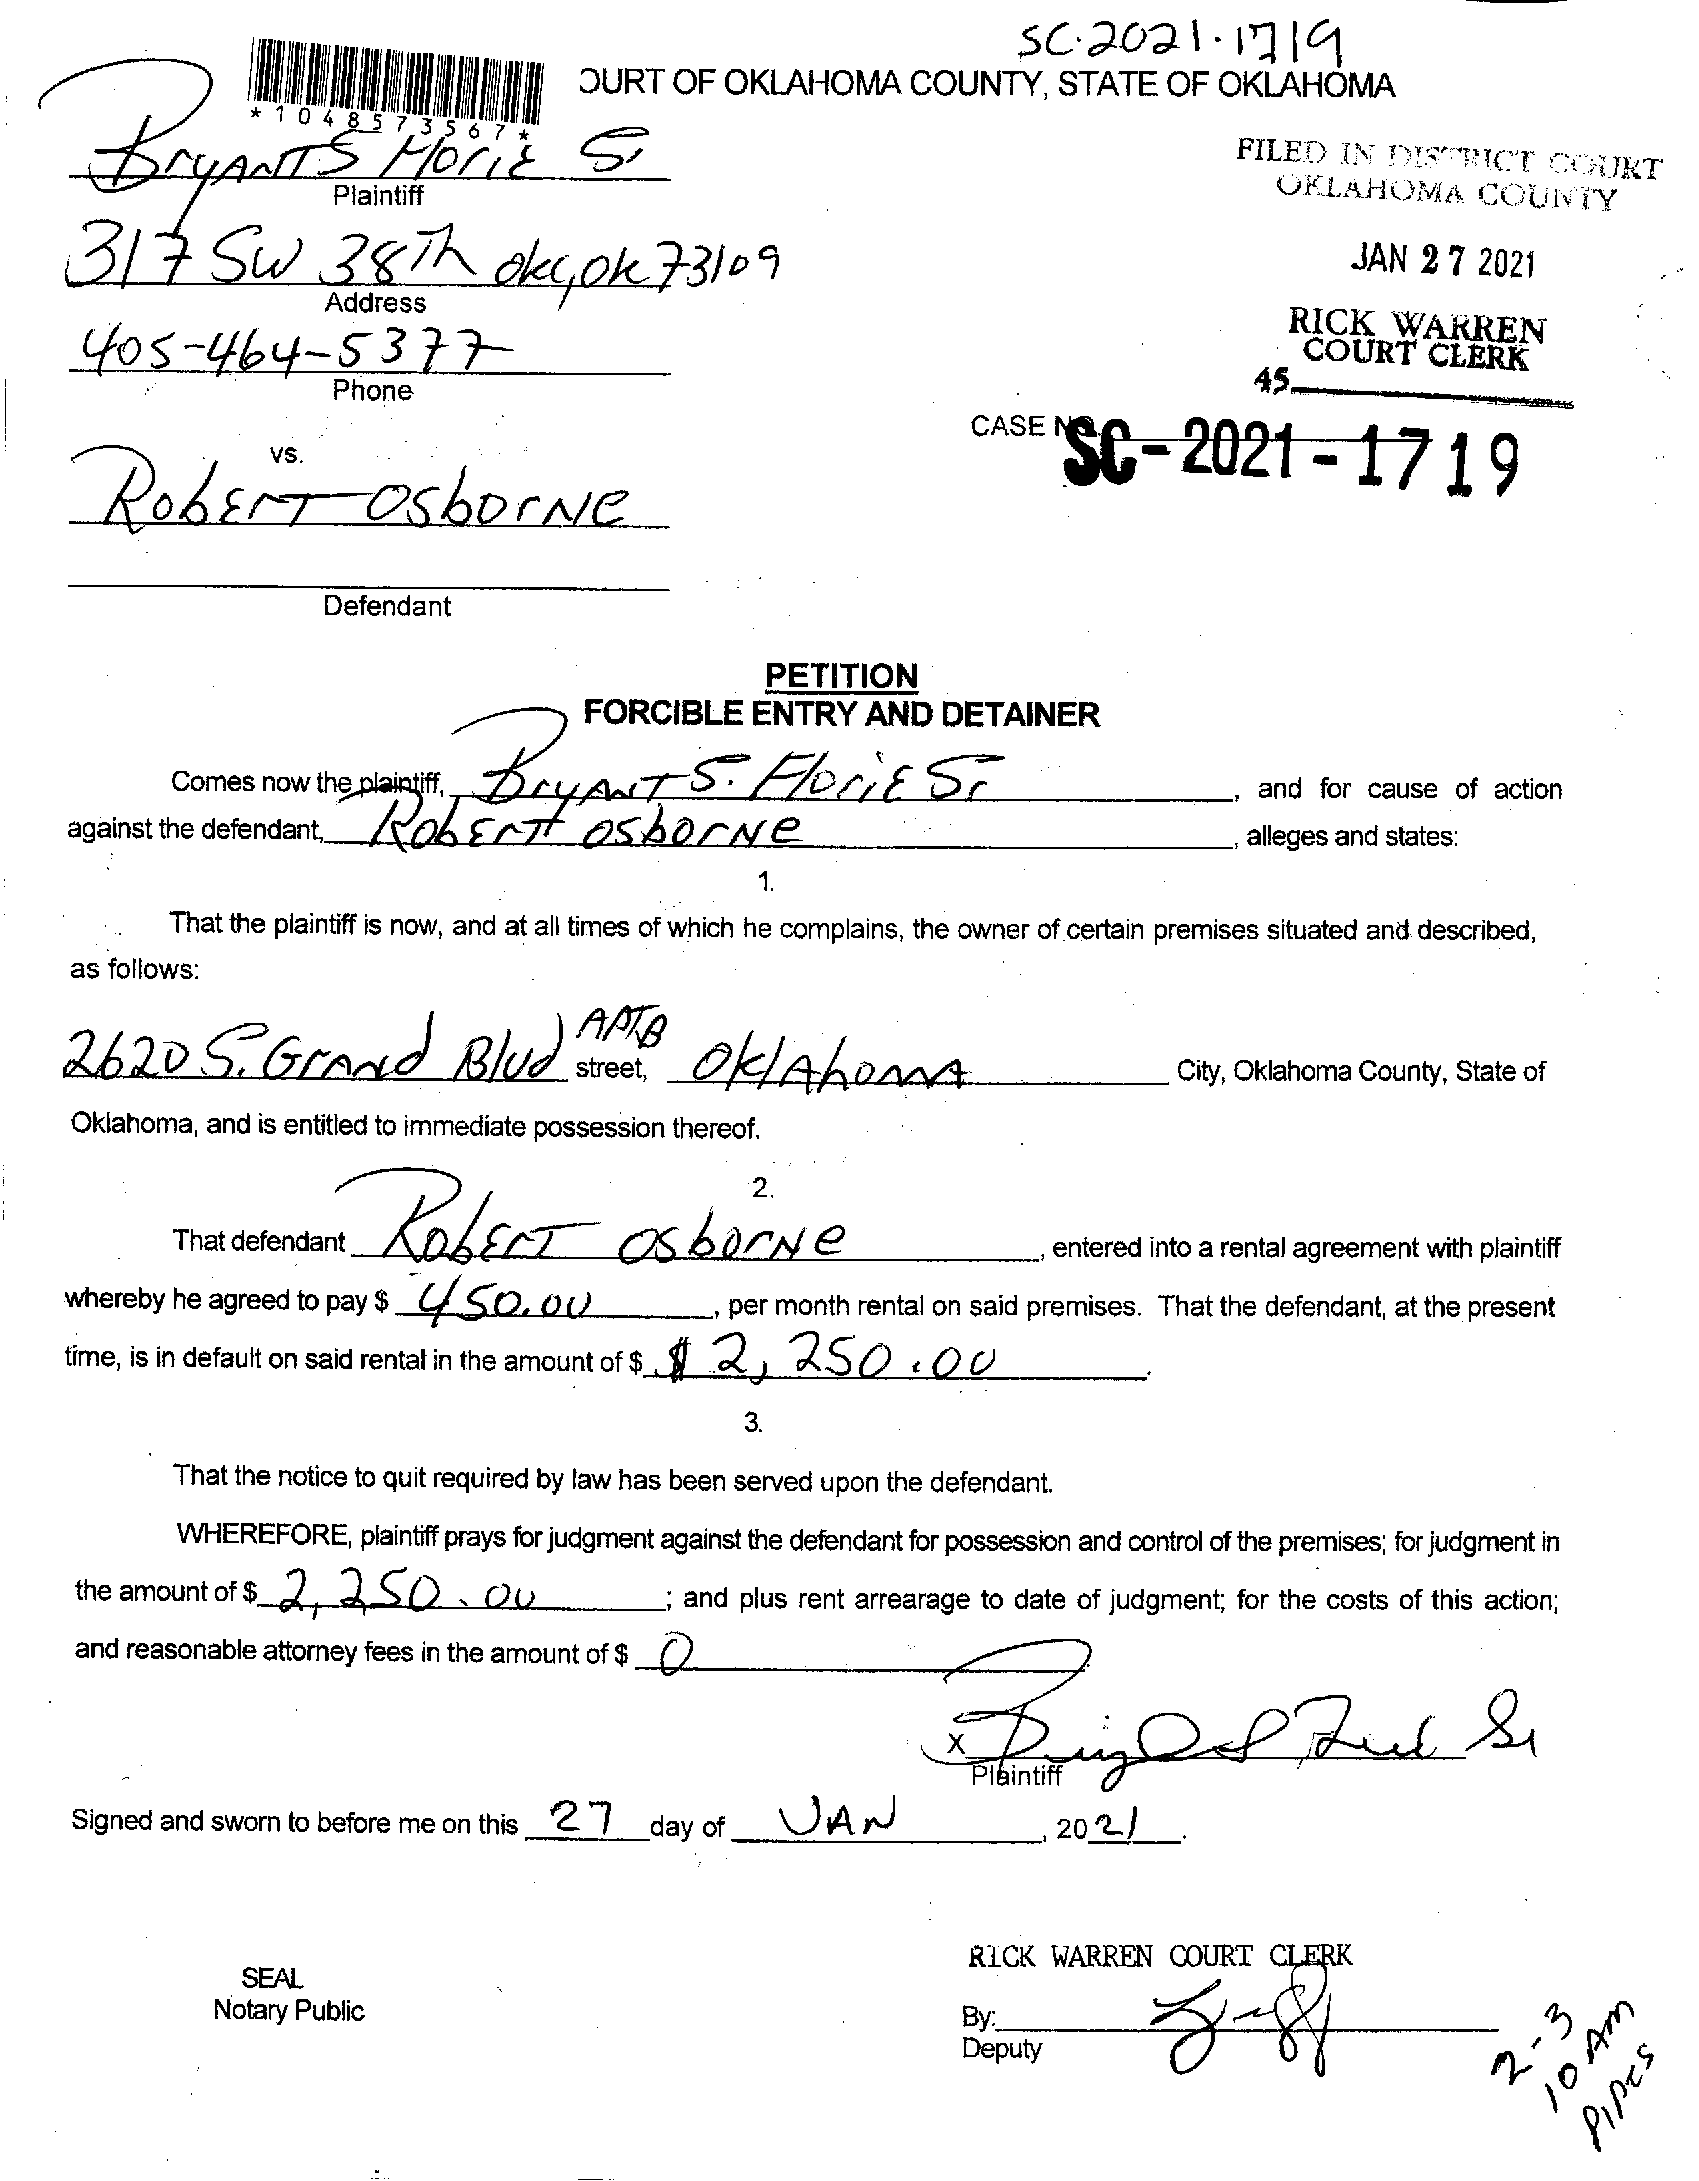 SC-2021-1719
OURT OF OKLAHOMA COUNTY, STATE OF OKLAHOMA
*1048573567*
BryANT S Florie Sr
Plaintiff
FILED IN DISTRICT COURT
OKLAHOMA COUNTY
317 SW 38Th okc, ok 73109
Address
JAN 27 2021
405-464-5377
Phone
RICK WARREN
COURT CLERK
45
CASE NO. SC-2021-1719
vs.
RobErT OsborNe
Defendant
PETITION
FORCIBLE ENTRY AND DETAINER
Comes now the plaintiff, BryANT S. FloriE Sr, and for cause of action
against the defendant, RobErT OsborNe, alleges and states:
1.
That the plaintiff is now, and at all times of which he complains, the owner of certain premises situated and described,
as follows:
2620 S. GrANd Blvd APT.B street, OklAhomA City, Oklahoma County, State of
Oklahoma, and is entitled to immediate possession thereof.
2.
That defendant RobErT OsborNe, entered into a rental agreement with plaintiff
whereby he agreed to pay $ 450.00, per month rental on said premises. That the defendant, at the present
time, is in default on said rental in the amount of $ $ 2,250.00.
3.
That the notice to quit required by law has been served upon the defendant.
WHEREFORE, plaintiff prays for judgment against the defendant for possession and control of the premises; for judgment in
the amount of $ 2,250.00; and plus rent arrearage to date of judgment; for the costs of this action;
and reasonable attorney fees in the amount of $ 0
X
Plaintiff
Signed and sworn to before me on this 27 day of JAN, 2021.
RICK WARREN COURT CLERK
SEAL
Notary Public
By:
Deputy
2-3
10 AM